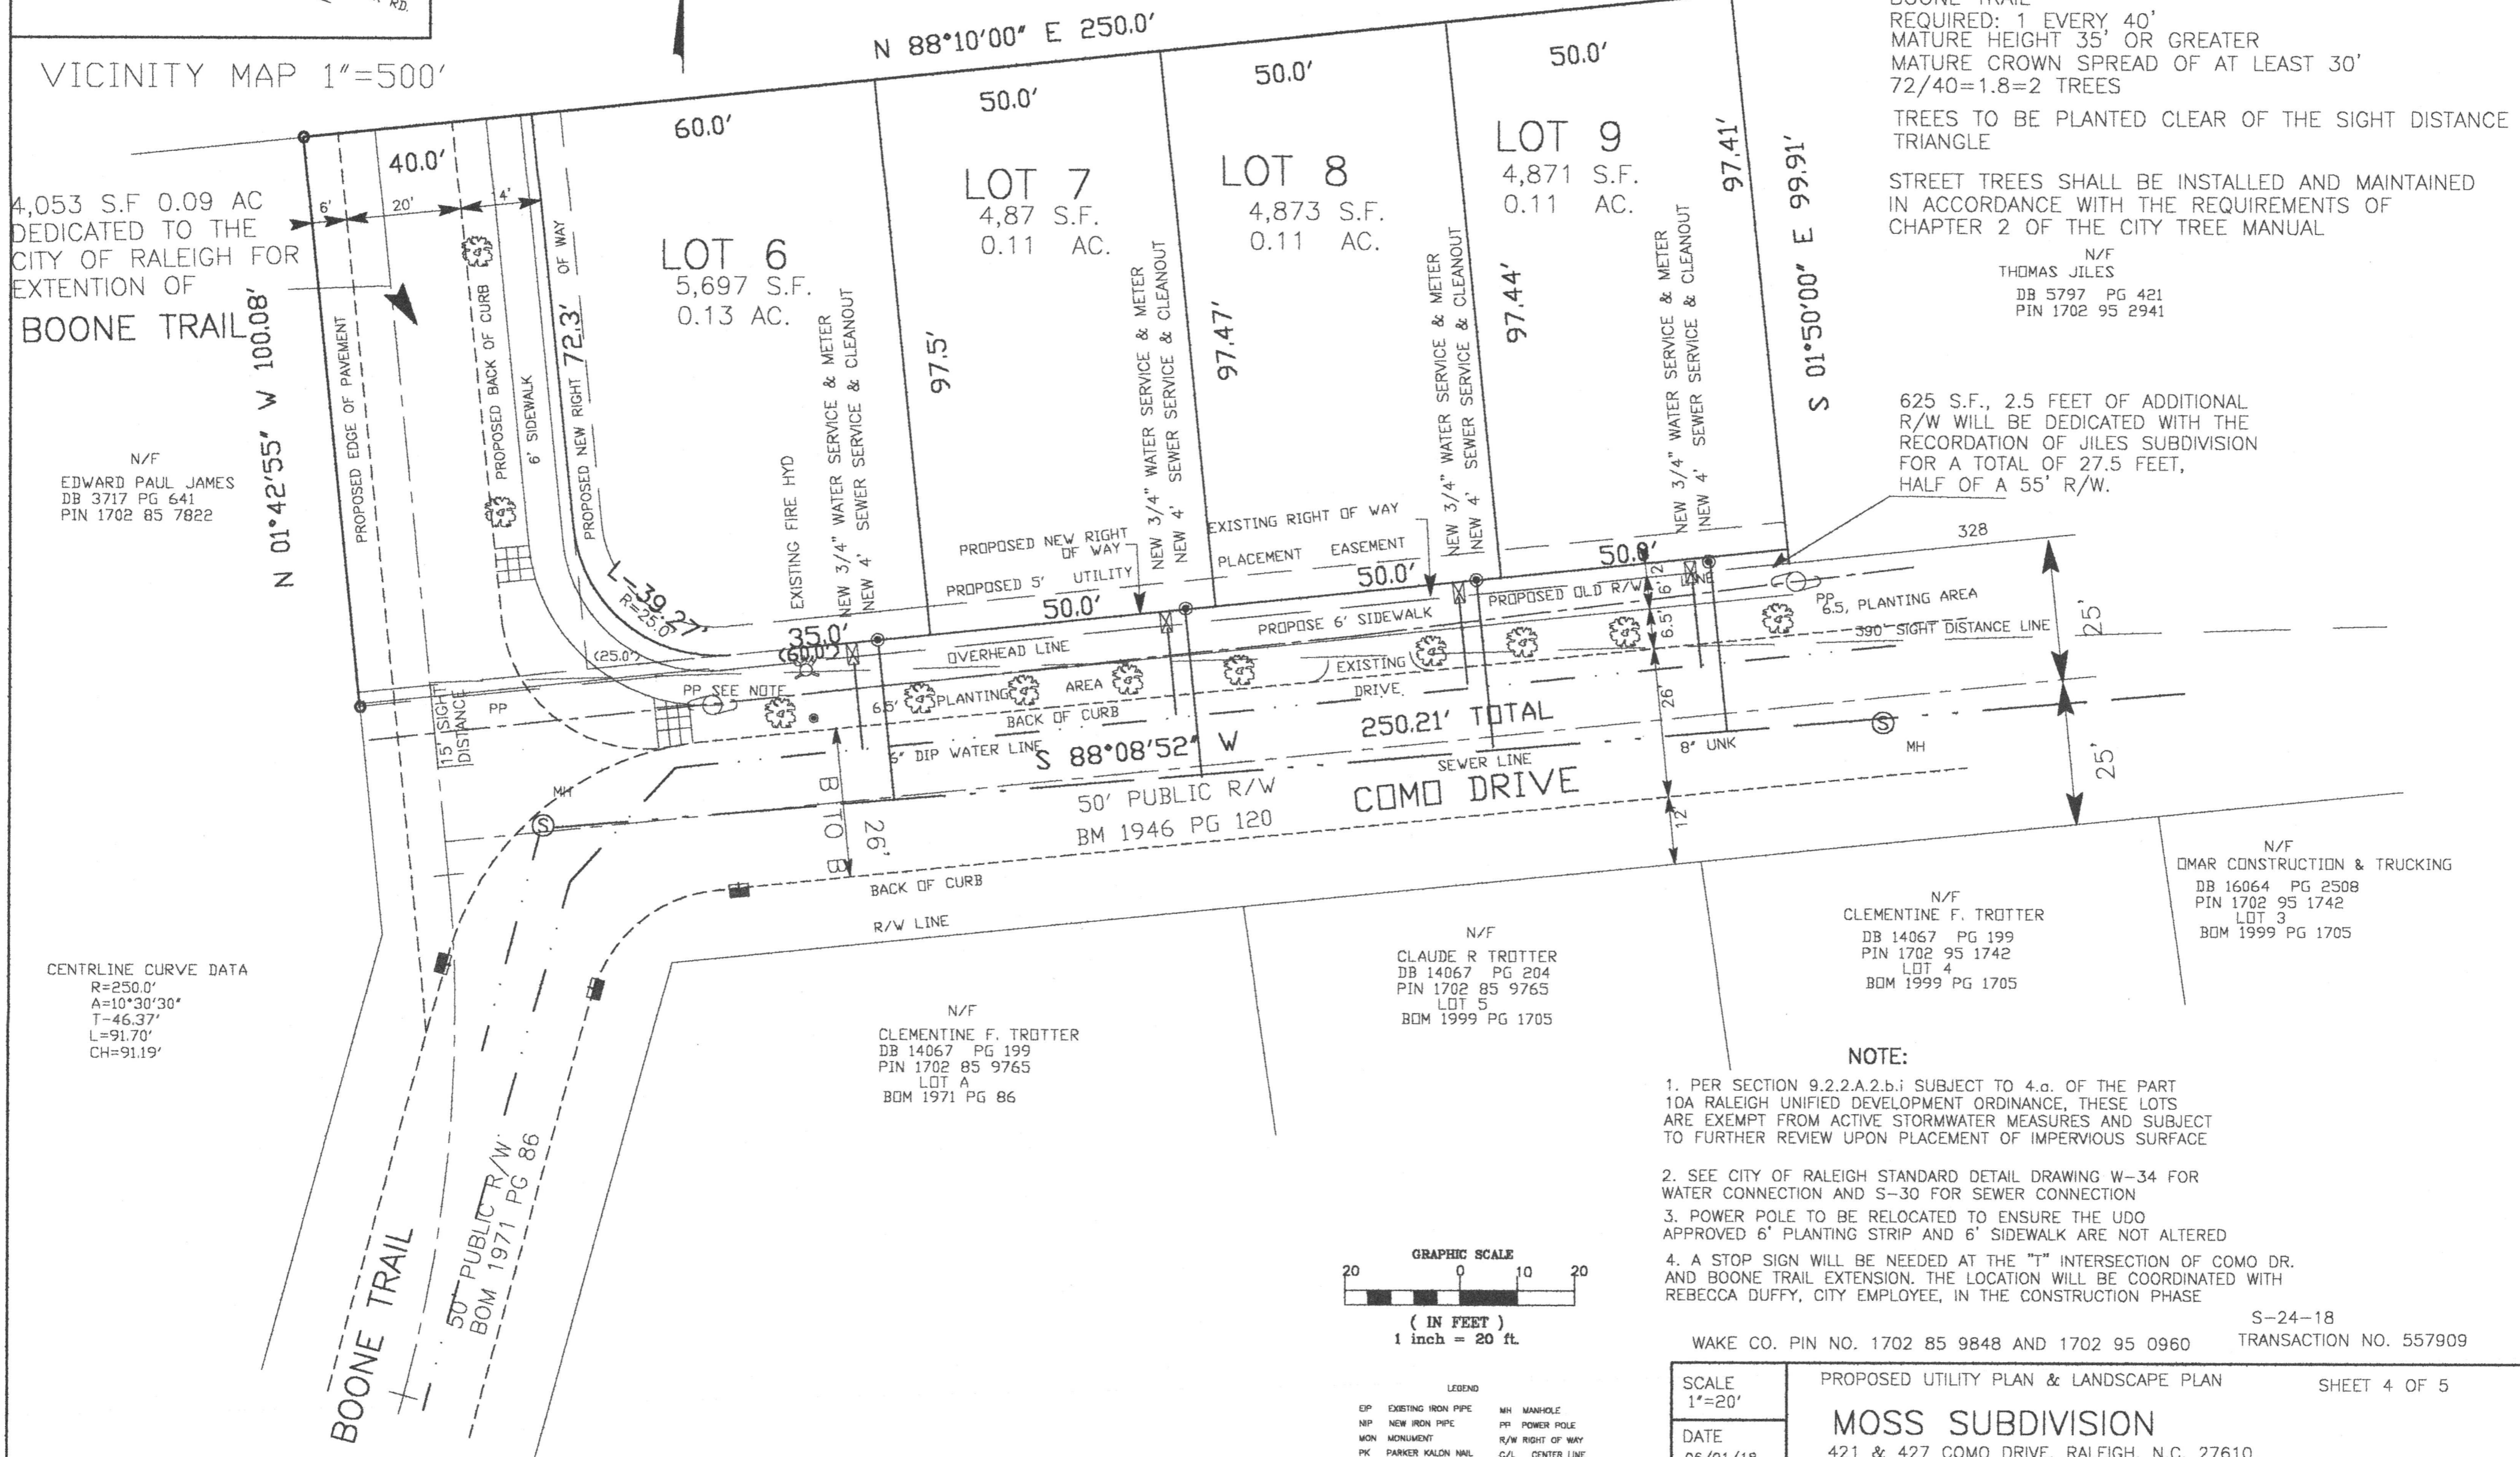 RD.
VICINITY MAP 1"=500'
N 88°10'00" E 250.0'
REQUIRED: 1 EVERY 40'
MATURE HEIGHT 35' OR GREATER
MATURE CROWN SPREAD OF AT LEAST 30'
72/40=1.8=2 TREES
TREES TO BE PLANTED CLEAR OF THE SIGHT DISTANCE
TRIANGLE
STREET TREES SHALL BE INSTALLED AND MAINTAINED
IN ACCORDANCE WITH THE REQUIREMENTS OF
CHAPTER 2 OF THE CITY TREE MANUAL
N/F
THOMAS JILES
DB 5797 PG 421
PIN 1702 95 2941
4,053 S.F 0.09 AC
DEDICATED TO THE
CITY OF RALEIGH FOR
EXTENTION OF
BOONE TRAIL
40.0'
6'
20'
4'
60.0'
50.0'
50.0'
50.0'
LOT 6
5,697 S.F.
0.13 AC.
LOT 7
4,87 S.F.
0.11 AC.
LOT 8
4,873 S.F.
0.11 AC.
LOT 9
4,871 S.F.
0.11 AC.
97.5'
97.47'
97.44'
97.41'
S 01°50'00" E 99.91'
N 01°42'55" W 100.08'
N/F
EDWARD PAUL JAMES
DB 3717 PG 641
PIN 1702 85 7822
PROPOSED EDGE OF PAVEMENT
PROPOSED BACK OF CURB
6' SIDEWALK
PROPOSED NEW RIGHT 72.3' OF WAY
L-39.27'
R=25.0'
EXISTING FIRE HYD
NEW 3/4" WATER SERVICE & METER
NEW 4' SEWER SERVICE & CLEANOUT
NEW 3/4" WATER SERVICE & METER
NEW 4' SEWER SERVICE & CLEANOUT
NEW 3/4" WATER SERVICE & METER
NEW 4' SEWER SERVICE & CLEANOUT
NEW 3/4" WATER SERVICE & METER
NEW 4' SEWER SERVICE & CLEANOUT
625 S.F., 2.5 FEET OF ADDITIONAL
R/W WILL BE DEDICATED WITH THE
RECORDATION OF JILES SUBDIVISION
FOR A TOTAL OF 27.5 FEET,
HALF OF A 55' R/W.
PROPOSED NEW RIGHT
OF WAY
EXISTING RIGHT OF WAY
PROPOSED 5' UTILITY PLACEMENT EASEMENT
35.0'
(60.0')
(25.0')
50.0'
50.0'
50.0'
328
OVERHEAD LINE
PROPOSE 6' SIDEWALK
PROPOSED OLD R/W LINE
2'
6'
6.5'
PP
6.5, PLANTING AREA
390' SIGHT DISTANCE LINE
25'
25'
PP SEE NOTE
PP
15' SIGHT
DISTANCE
6.5' PLANTING AREA
EXISTING
DRIVE
BACK OF CURB
6" DIP WATER LINE
S 88°08'52" W
250.21' TOTAL
SEWER LINE
8" UNK
MH
S
MH
S
26'
12'
50' PUBLIC R/W
BM 1946 PG 120
COMO DRIVE
B TO B
26'
BACK OF CURB
R/W LINE
N/F
OMAR CONSTRUCTION & TRUCKING
DB 16064 PG 2508
PIN 1702 95 1742
LOT 3
BOM 1999 PG 1705
N/F
CLEMENTINE F. TROTTER
DB 14067 PG 199
PIN 1702 95 1742
LOT 4
BOM 1999 PG 1705
N/F
CLAUDE R TROTTER
DB 14067 PG 204
PIN 1702 85 9765
LOT 5
BOM 1999 PG 1705
N/F
CLEMENTINE F. TROTTER
DB 14067 PG 199
PIN 1702 85 9765
LOT A
BOM 1971 PG 86
CENTRLINE CURVE DATA
R=250.0'
A=10°30'30"
T-46.37'
L=91.70'
CH=91.19'
BOONE TRAIL
50' PUBLIC R/W
BOM 1971 PG 86
NOTE:
1. PER SECTION 9.2.2.A.2.b.i SUBJECT TO 4.a. OF THE PART
10A RALEIGH UNIFIED DEVELOPMENT ORDINANCE, THESE LOTS
ARE EXEMPT FROM ACTIVE STORMWATER MEASURES AND SUBJECT
TO FURTHER REVIEW UPON PLACEMENT OF IMPERVIOUS SURFACE
2. SEE CITY OF RALEIGH STANDARD DETAIL DRAWING W-34 FOR
WATER CONNECTION AND S-30 FOR SEWER CONNECTION
3. POWER POLE TO BE RELOCATED TO ENSURE THE UDO
APPROVED 6' PLANTING STRIP AND 6' SIDEWALK ARE NOT ALTERED
4. A STOP SIGN WILL BE NEEDED AT THE "T" INTERSECTION OF COMO DR.
AND BOONE TRAIL EXTENSION. THE LOCATION WILL BE COORDINATED WITH
REBECCA DUFFY, CITY EMPLOYEE, IN THE CONSTRUCTION PHASE
S-24-18
WAKE CO. PIN NO. 1702 85 9848 AND 1702 95 0960
TRANSACTION NO. 557909
GRAPHIC SCALE
20 0 10 20
( IN FEET )
1 inch = 20 ft.
LEGEND
EIP EXISTING IRON PIPE
NIP NEW IRON PIPE
MON MONUMENT
PK PARKER KALON NAIL
MH MANHOLE
PP POWER POLE
R/W RIGHT OF WAY
C/L CENTER LINE
SCALE
1"=20'
DATE
PROPOSED UTILITY PLAN & LANDSCAPE PLAN
SHEET 4 OF 5
MOSS SUBDIVISION
421 & 427 COMO DRIVE, RALEIGH, N.C. 27610